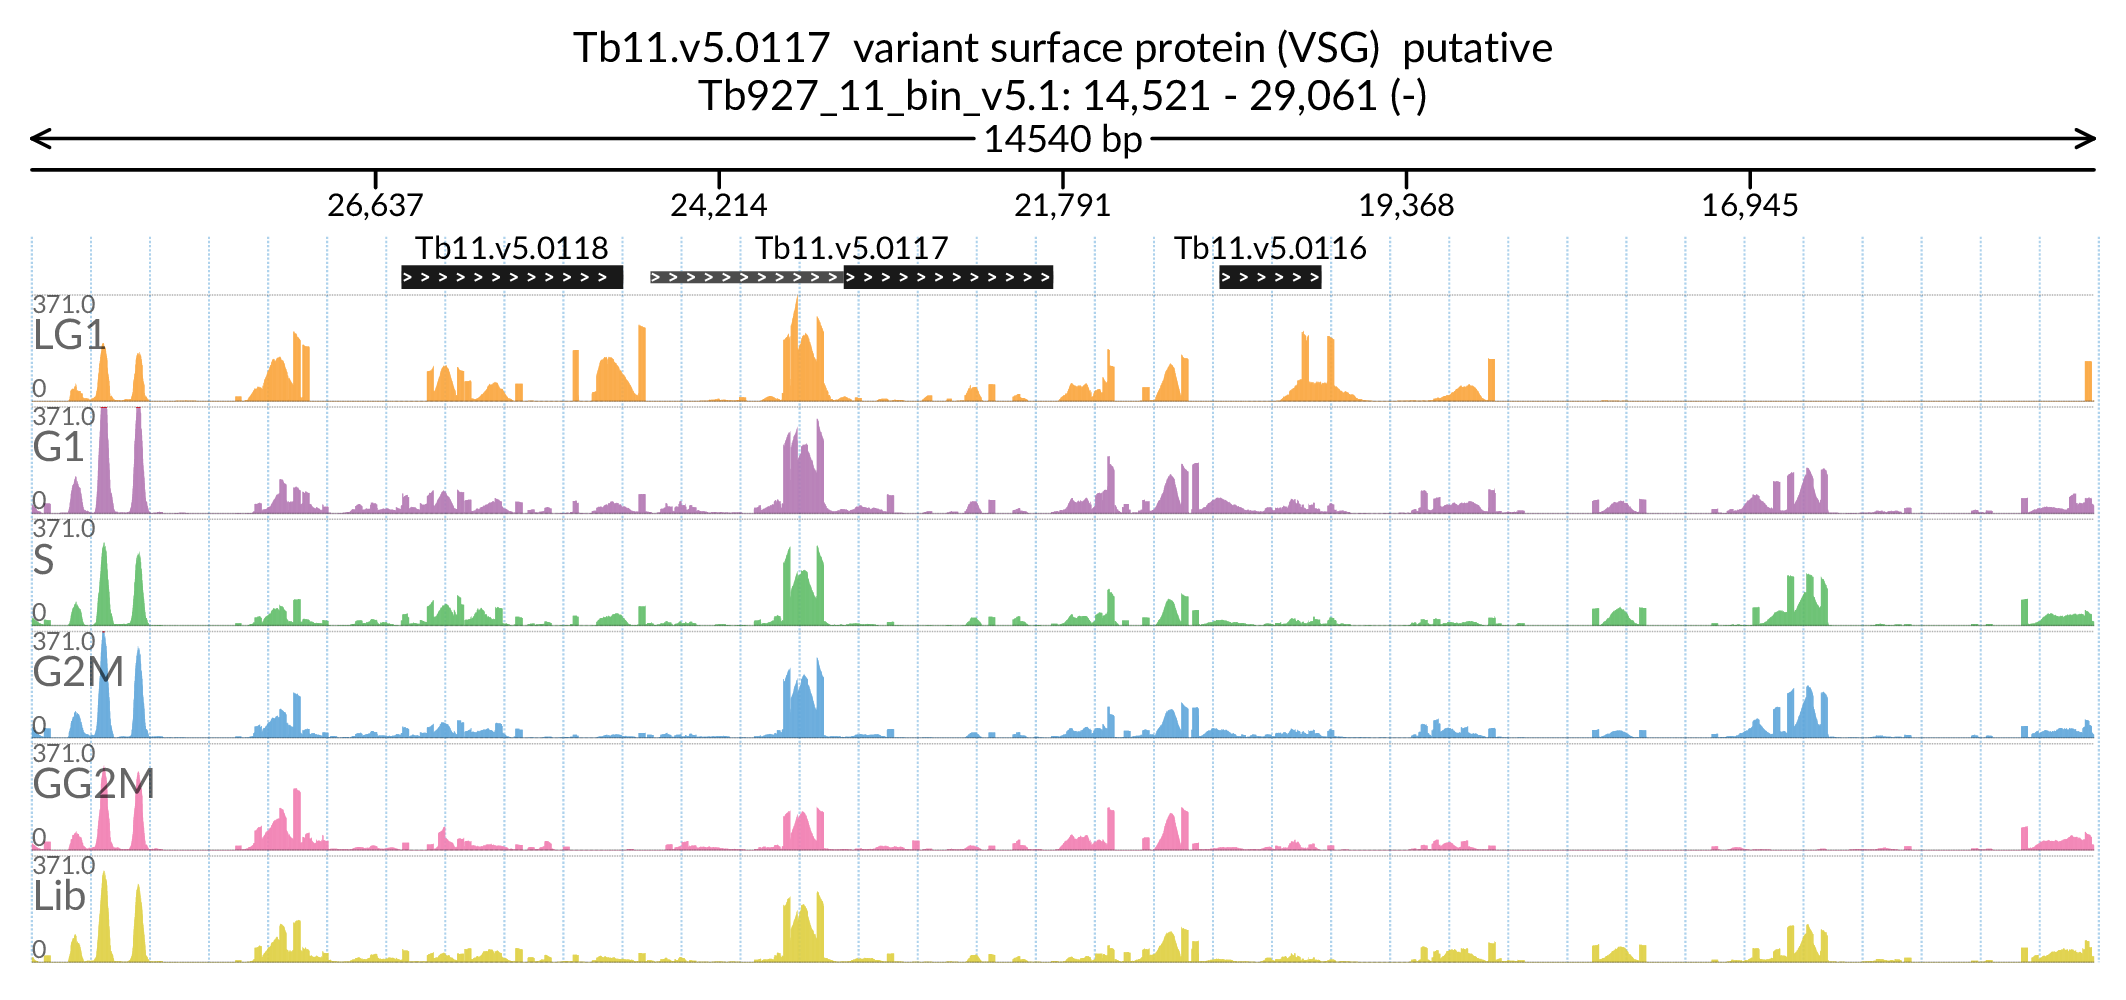 Tb11.v5.0117 variant surface protein (VSG) putative
Tb927_11_bin_v5.1: 14,521 - 29,061 (-)
14540 bp
26,637 24,214 21,791 19,368 16,945
Tb11.v5.0118 Tb11.v5.0117 Tb11.v5.0116
371.0
LG1
0
371.0
G1
0
371.0
S
0
371.0
G2M
0
371.0
GG2M
0
371.0
Lib
0